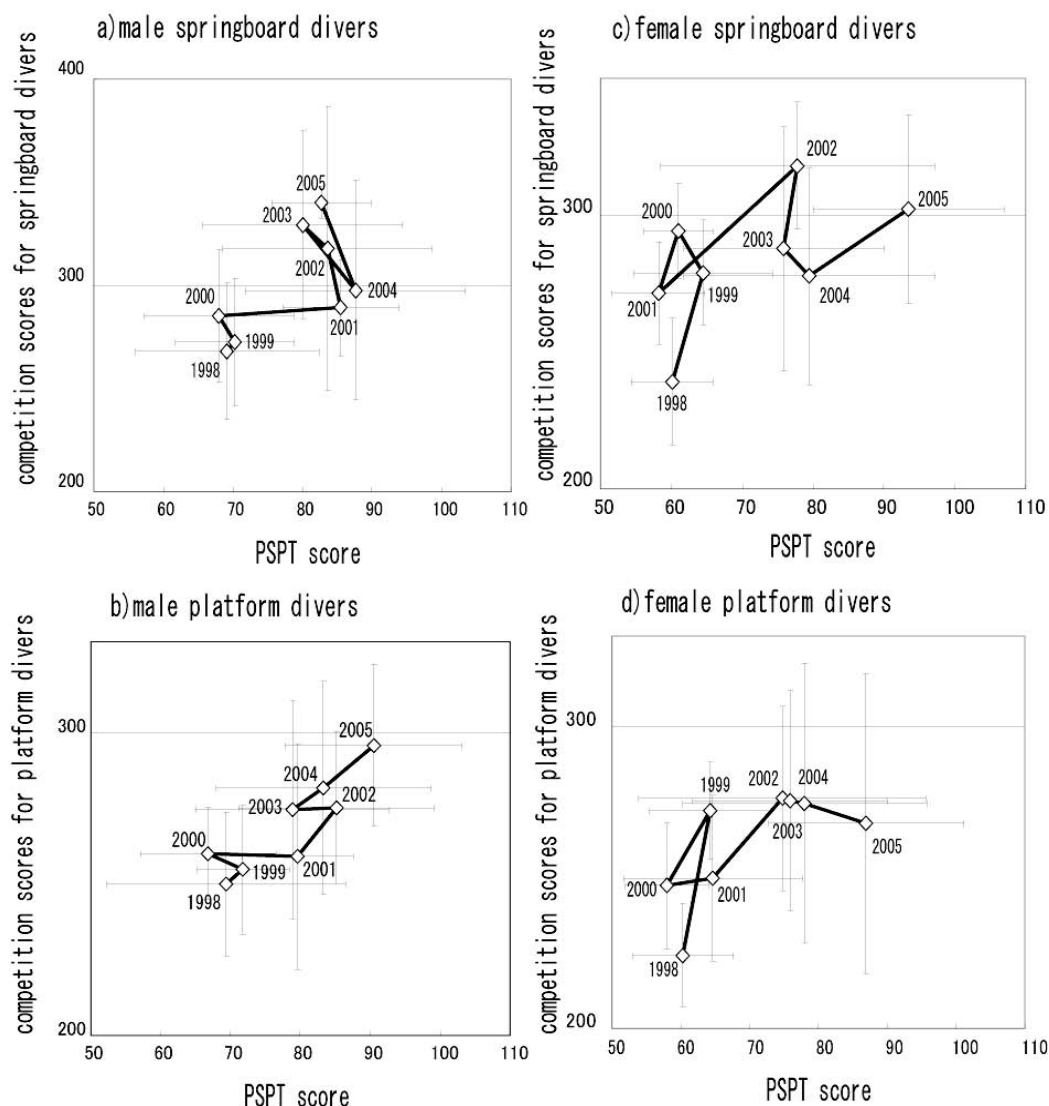 a)male springboard divers
competition scores for springboard divers
400
300
200
2005
2003
2002
2004
2000
2001
1999
1998
50 60 70 80 90 100 110
PSPT score
c)female springboard divers
competition scores for springboard divers
300
200
2002
2000
2005
2003
1999
2004
2001
1998
50 60 70 80 90 100 110
PSPT score
b)male platform divers
competition scores for platform divers
300
200
2005
2004
2002
2003
2000
2001
1999
1998
50 60 70 80 90 100 110
PSPT score
d)female platform divers
competition scores for platform divers
300
200
1999
2002
2004
2003
2005
2000
2001
1998
50 60 70 80 90 100 110
PSPT score